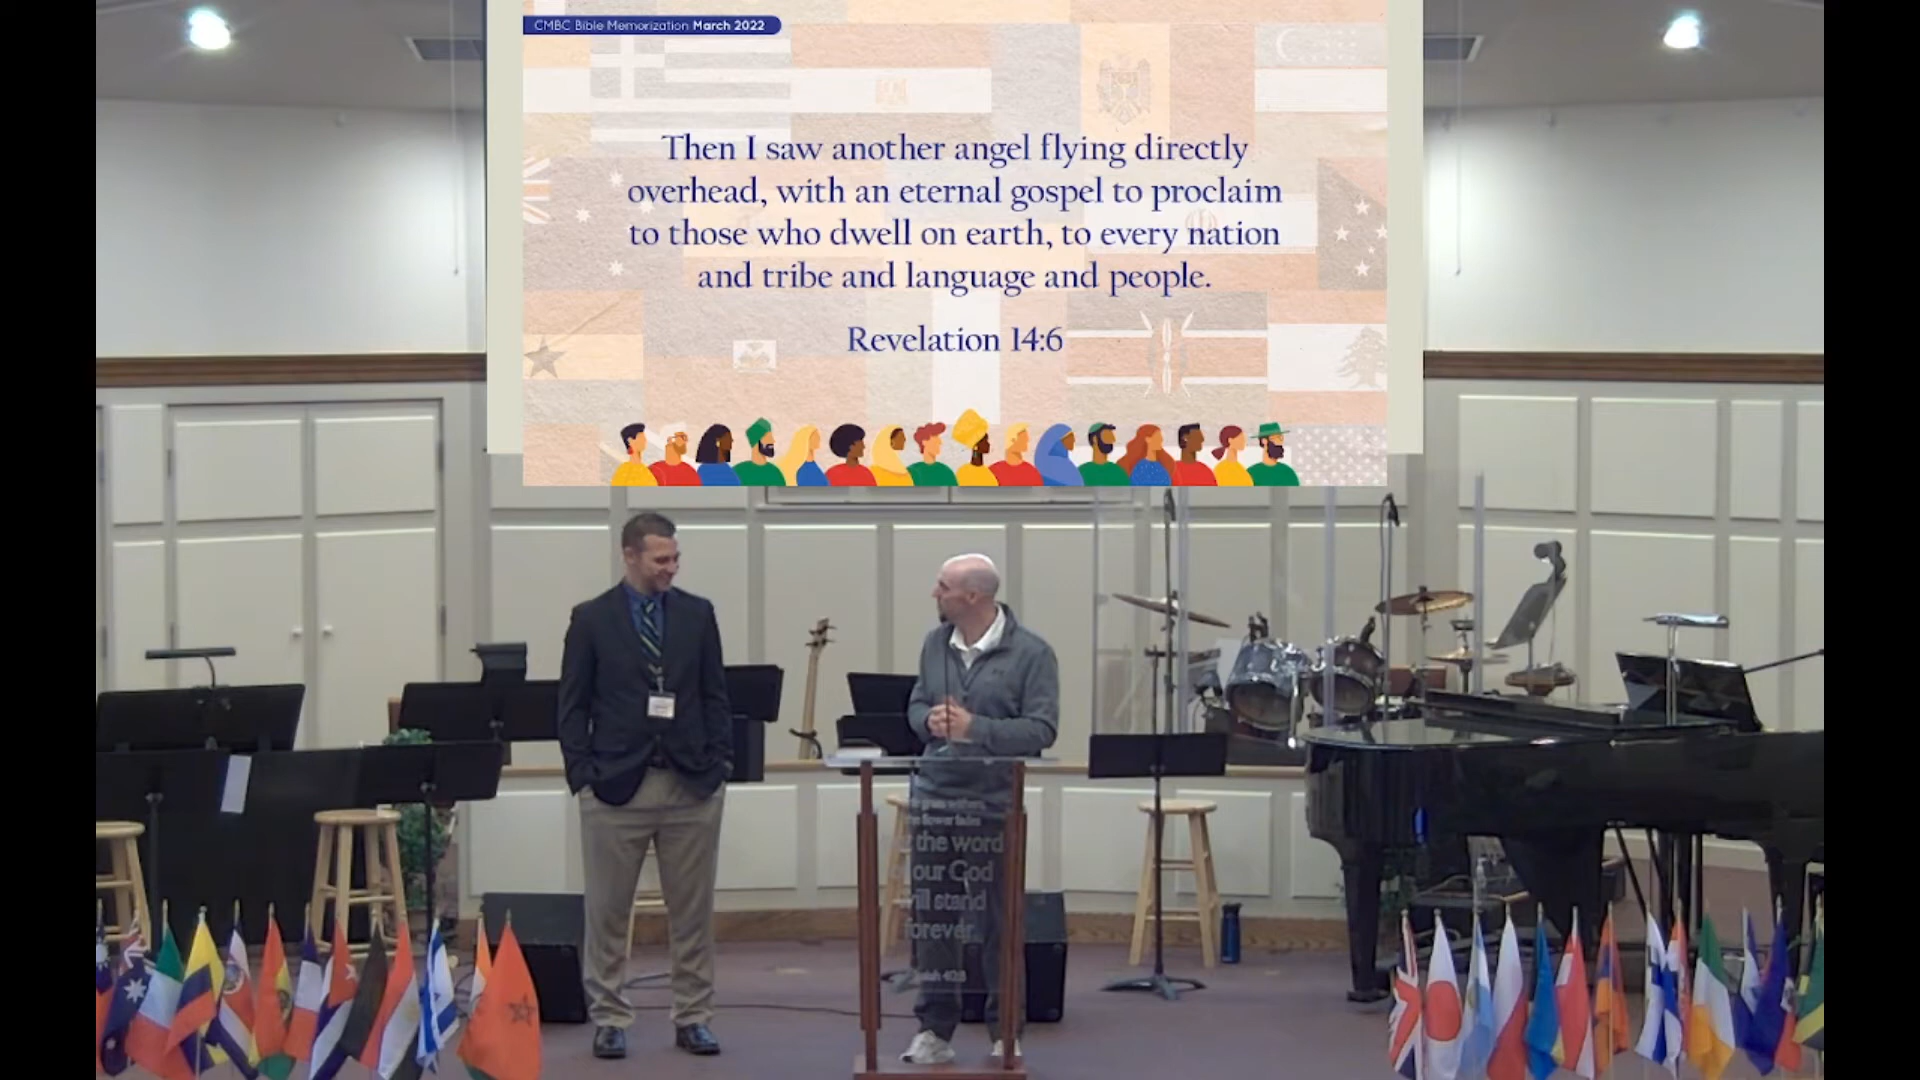 CMBC Bible Memorization March 2022
Then I saw another angel flying directly
overhead, with an eternal gospel to proclaim
to those who dwell on earth, to every nation
and tribe and language and people.
Revelation 14:6
the word
our God
will stand
forever.